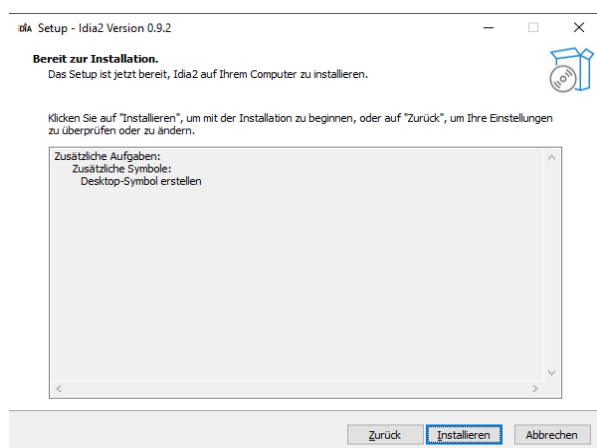 iDiA Setup - Idia2 Version 0.9.2
Bereit zur Installation.
Das Setup ist jetzt bereit, Idia2 auf Ihrem Computer zu installieren.
Klicken Sie auf "Installieren", um mit der Installation zu beginnen, oder auf "Zurück", um Ihre Einstellungen
zu überprüfen oder zu ändern.
Zusätzliche Aufgaben:
Zusätzliche Symbole:
Desktop-Symbol erstellen
Zurück Installieren Abbrechen